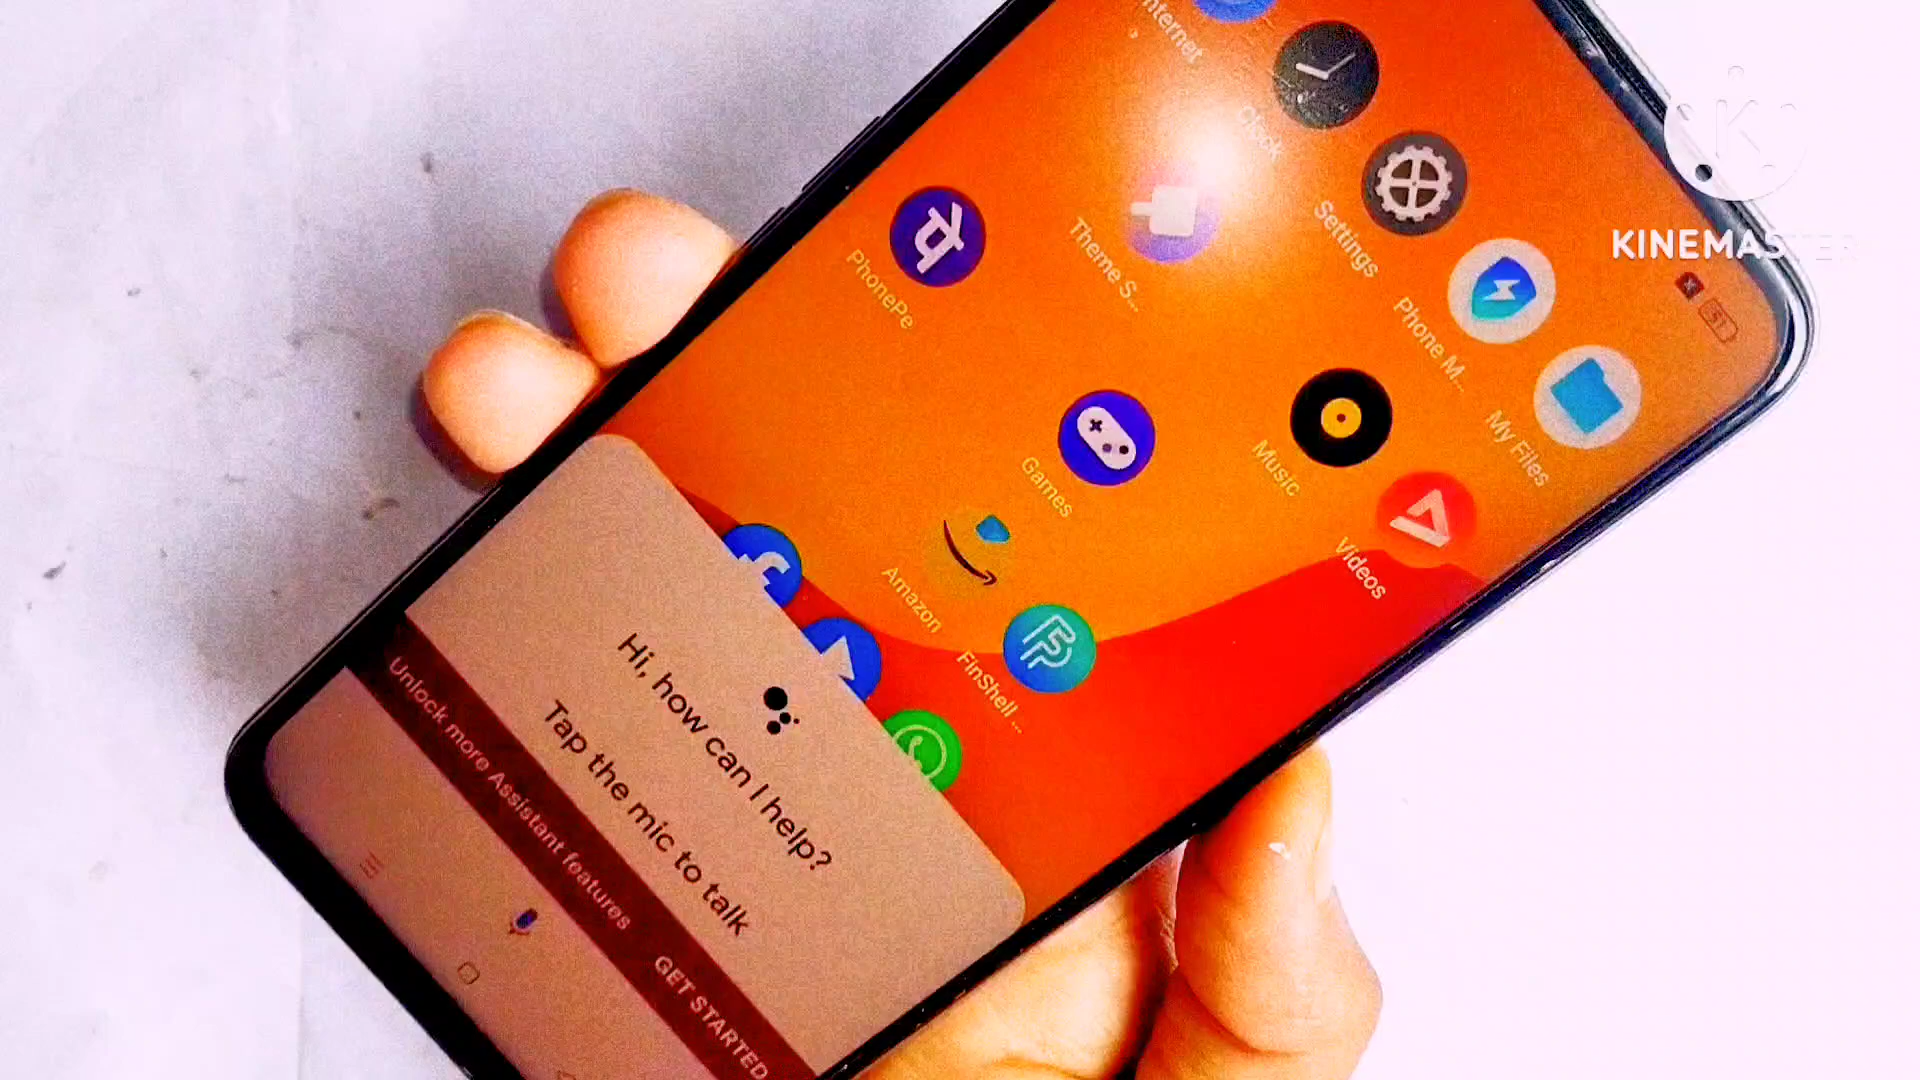 Internet
Clock
Settings
Phone M...
My Files
PhonePe
Theme S...
Games
Music
Videos
Amazon
FinShell ...
Hi, how can I help?
Tap the mic to talk
Unlock more Assistant features
GET STARTED
KINEMASTER
51